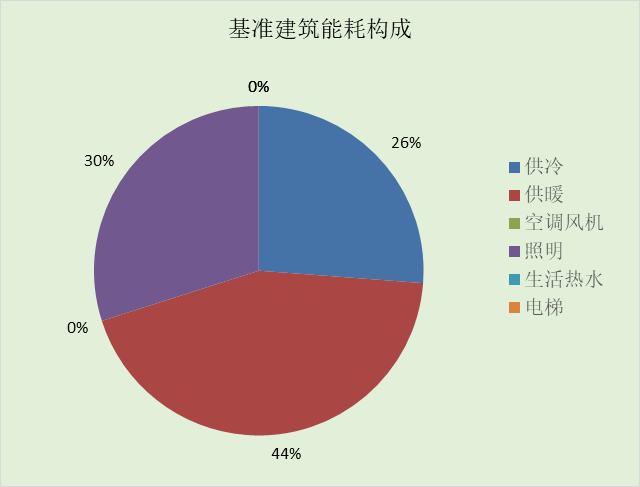 基准建筑能耗构成
0%
26%
30%
0%
44%
供冷
供暖
空调风机
照明
生活热水
电梯